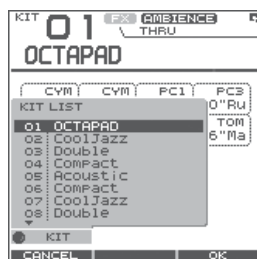 KIT 01 FX AMBIENCE
THRU
OCTAPAD
CYM CYM PC1 PC3
0"Ru
KIT LIST
TOM
6"Ma
01 OCTAPAD
02 CoolJazz
03 Double
04 Compact
05 Acoustic
06 Compact
07 CoolJazz
08 Double
KIT
CANCEL OK